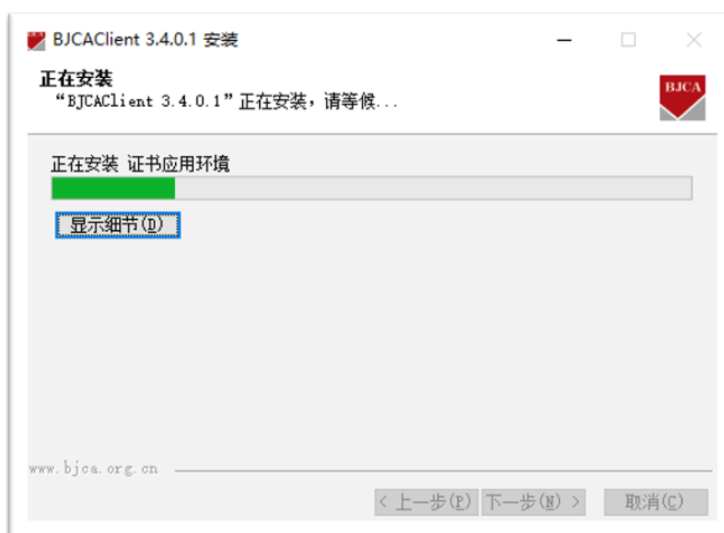 BJCAClient 3.4.0.1 安装
正在安装
“BJCAClient 3.4.0.1”正在安装，请等候...
BJCA
正在安装 证书应用环境
显示细节(D)
www.bjca.org.cn
< 上一步(P) 下一步(N) > 取消(C)